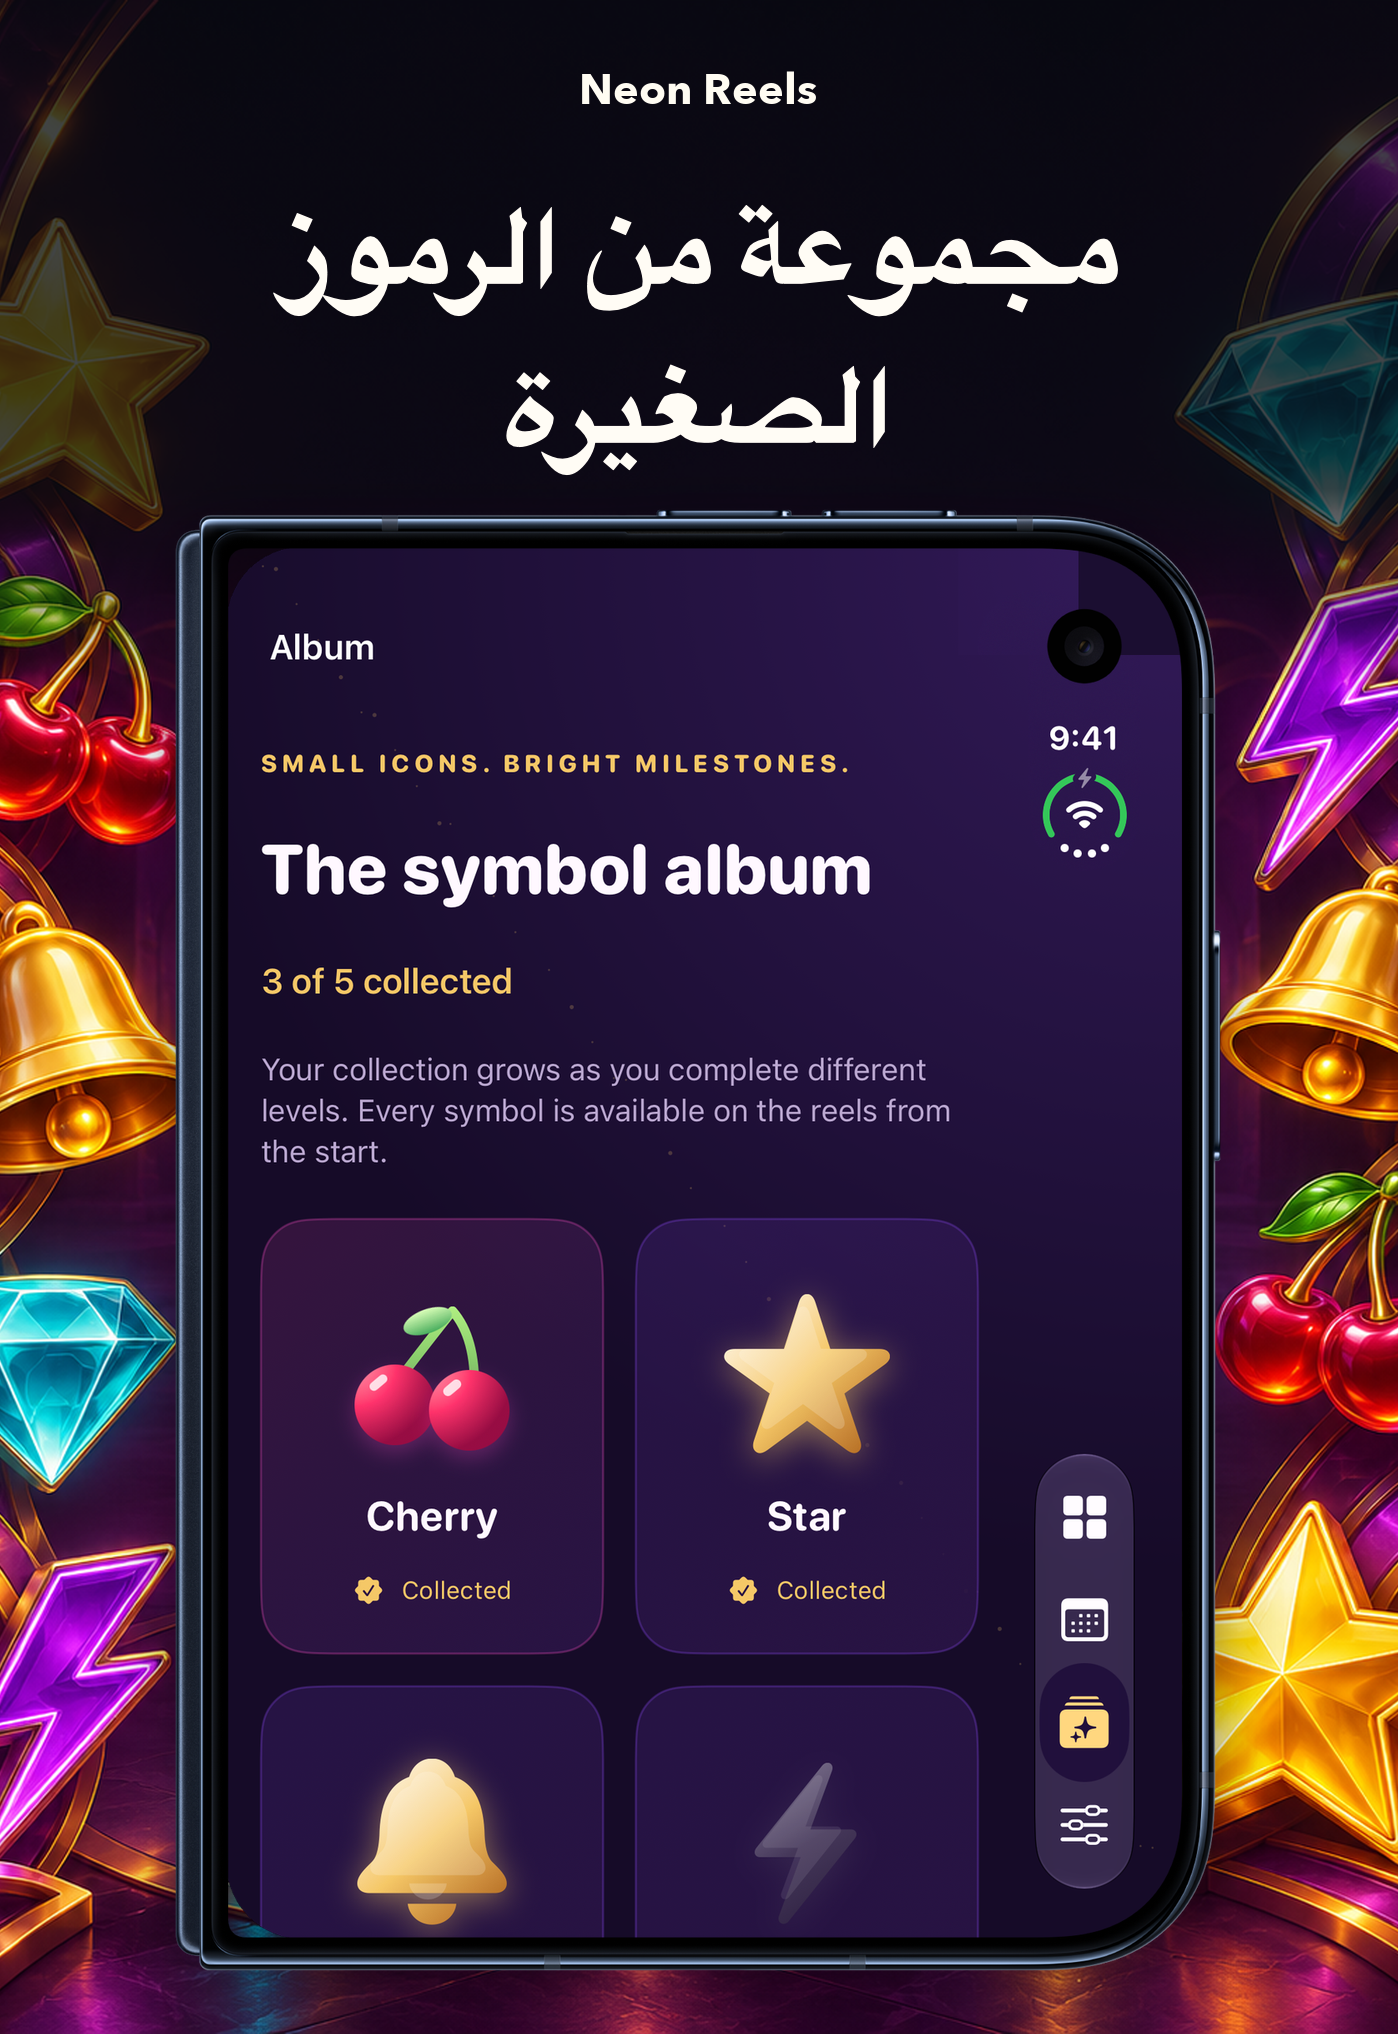 Neon Reels
مجموعة من الرموز
الصغيرة
Album
9:41
SMALL ICONS. BRIGHT MILESTONES.
The symbol album
3 of 5 collected
Your collection grows as you complete different
levels. Every symbol is available on the reels from
the start.
Cherry
Collected
Star
Collected